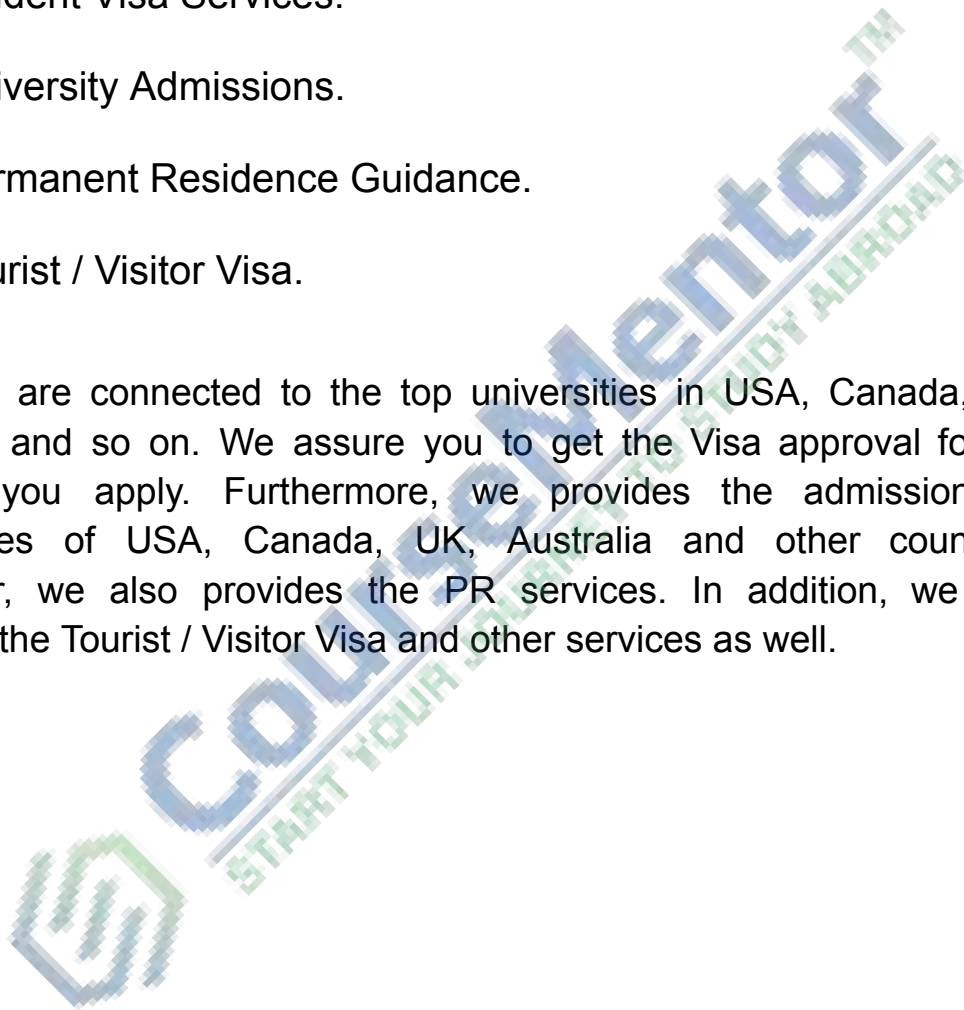 dent Visa Services.
iversity Admissions.
rmanent Residence Guidance.
urist / Visitor Visa.
are connected to the top universities in USA, Canada,
and so on. We assure you to get the Visa approval fo
you apply. Furthermore, we provides the admission
es of USA, Canada, UK, Australia and other coun
r, we also provides the PR services. In addition, we
the Tourist / Visitor Visa and other services as well.
CourseMentor™
START YOUR JOURNEY TO STUDY ABROAD